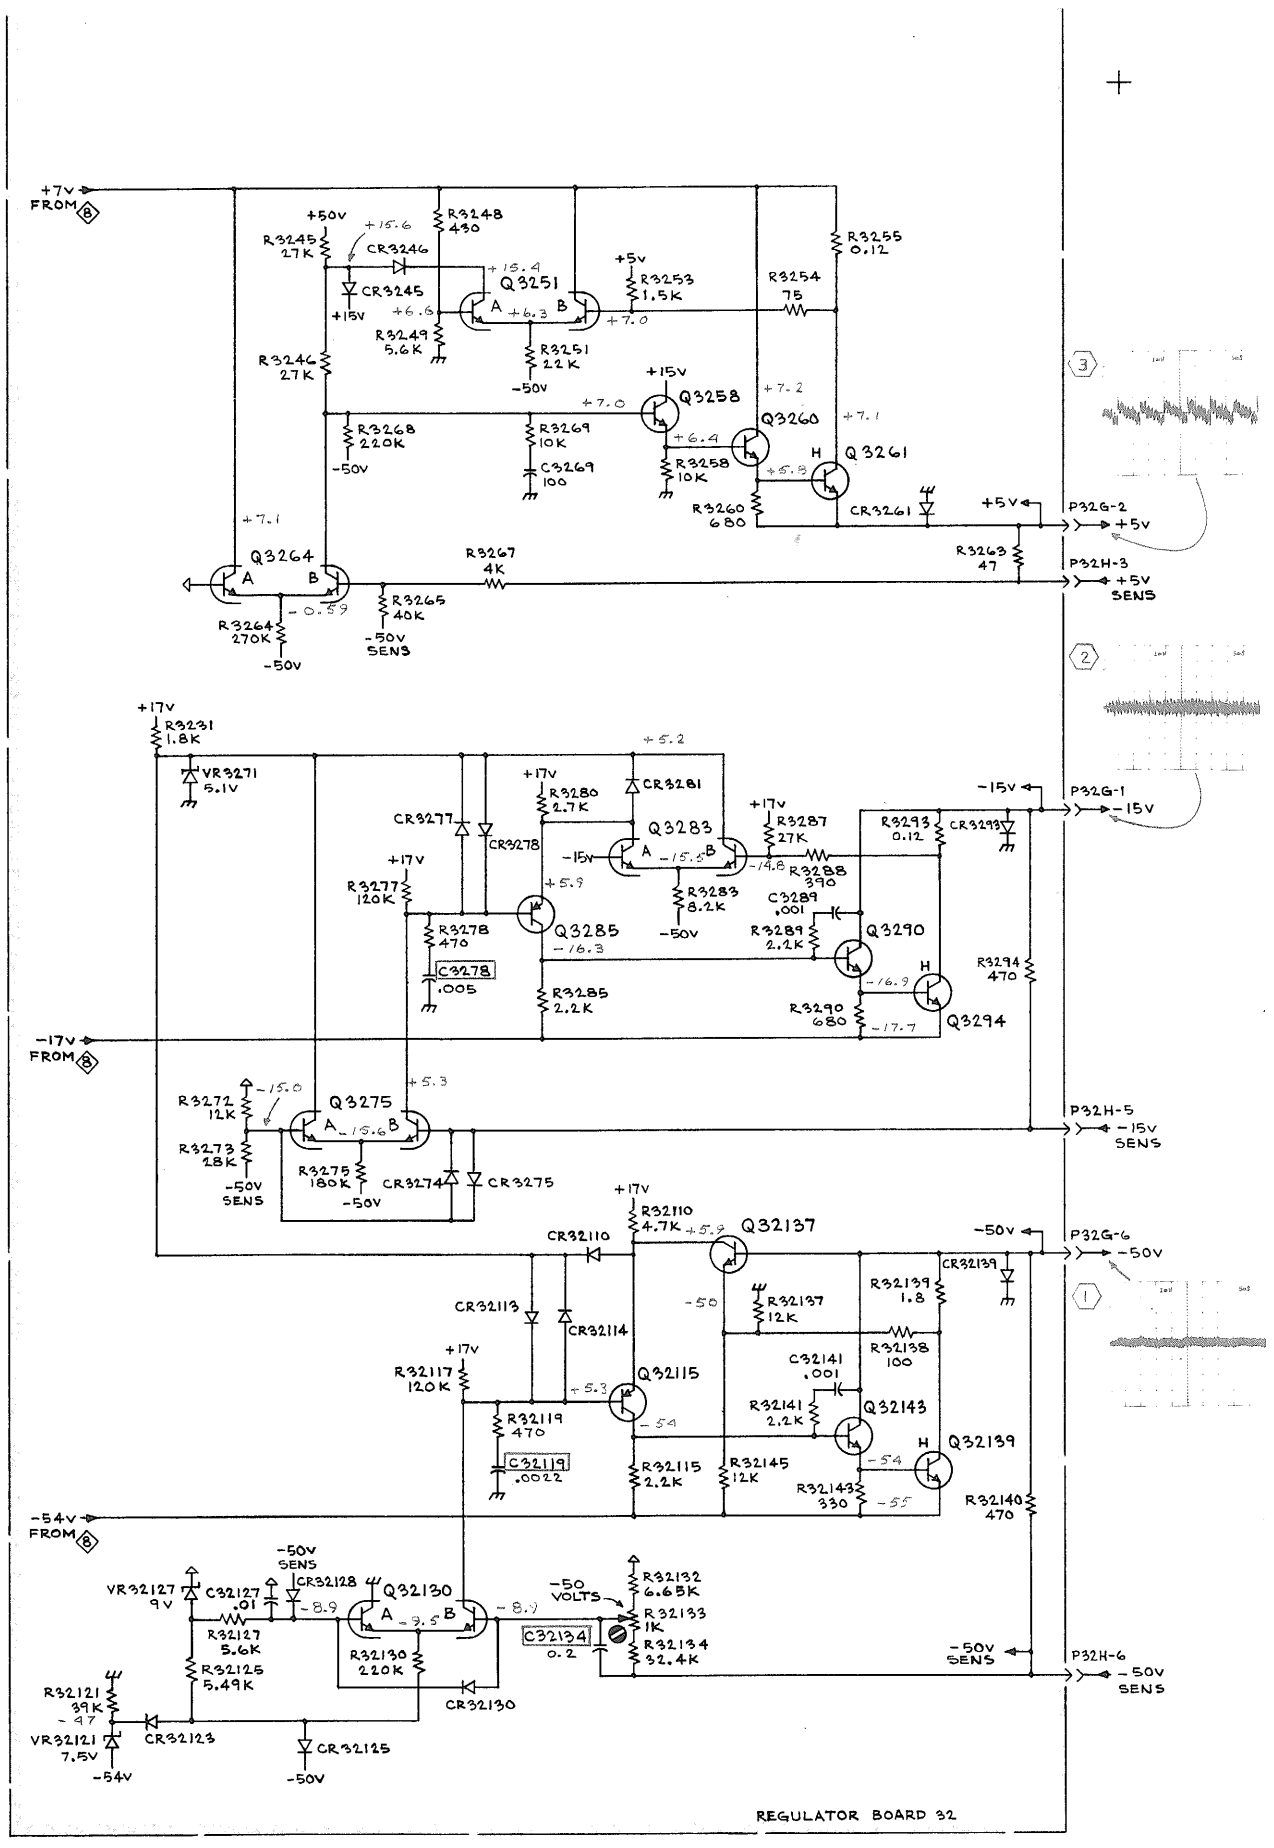 +7V
FROM 8
+50V
+15.6
R3245
27K
CR3246
R3248
430
CR3245
+15V
+15.4
Q3251
A
B
+6.6
+6.3
+7.0
R3249
5.6K
R3251
22K
-50V
+5V
R3253
1.5K
R3254
75
R3255
0.12
R3246
27K
+15V
+7.0
Q3258
+7.2
Q3260
+7.1
R3268
220K
-50V
R3269
10K
C3269
100
+6.4
R3258
10K
+5.8
H
Q3261
R3260
680
CR3261
+5V
P32G-2
+5V
+7.1
Q3264
A
B
-0.59
R3264
270K
-50V
R3265
40K
-50V
SENS
R3267
4K
R3263
47
P32H-3
+5V
SENS
3
2
+17V
R3231
1.8K
VR3271
5.1V
+5.2
+17V
R3280
2.7K
CR3281
CR3277
CR3278
Q3283
A
B
-15V
-15.5
-14.8
+17V
R3287
27K
R3288
390
R3283
8.2K
-50V
-15V
P32G-1
-15V
R3293
0.12
CR3293
+17V
R3277
120K
+5.9
Q3285
-16.3
R3278
470
C3278
.005
R3285
2.2K
C3289
.001
R3289
2.2K
Q3290
-16.9
H
Q3294
R3290
680
-17.7
R3294
470
-17V
FROM 8
-15.0
R3272
12K
R3273
28K
-50V
SENS
+5.3
Q3275
A
B
-15.6
R3275
180K
-50V
CR3274
CR3275
P32H-5
-15V
SENS
+17V
R32110
4.7K
+5.9
Q32137
CR32110
-50V
P32G-6
-50V
CR32139
CR32113
CR32114
-50
R32137
12K
R32139
1.8
R32138
100
1
+17V
R32117
120K
+5.3
Q32115
-54
C32141
.001
R32141
2.2K
Q32143
R32119
470
C32119
.0022
R32115
2.2K
R32145
12K
-54
H
Q32139
R32143
330
-55
R32140
470
-54V
FROM 8
-50V
SENS
VR32127
9V
C32127
.01
CR32128
-8.9
Q32130
A
B
-9.5
-8.9
-50
VOLTS
R32132
6.65K
R32133
1K
R32134
32.4K
C32134
0.2
R32127
5.6K
R32125
5.49K
R32130
220K
CR32130
-50V
SENS
P32H-6
-50V
SENS
R32121
39K
-47
VR32121
7.5V
-54V
CR32123
CR32125
-50V
REGULATOR BOARD 32